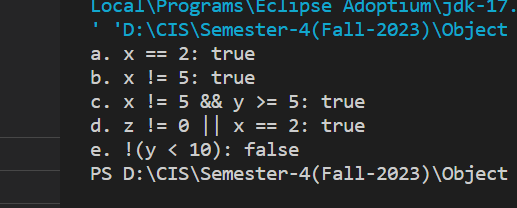 Local\Programs\Eclipse Adoptium\jdk-17.
' 'D:\CIS\Semester-4(Fall-2023)\Object
a. x == 2: true
b. x != 5: true
c. x != 5 && y >= 5: true
d. z != 0 || x == 2: true
e. !(y < 10): false
PS D:\CIS\Semester-4(Fall-2023)\Object